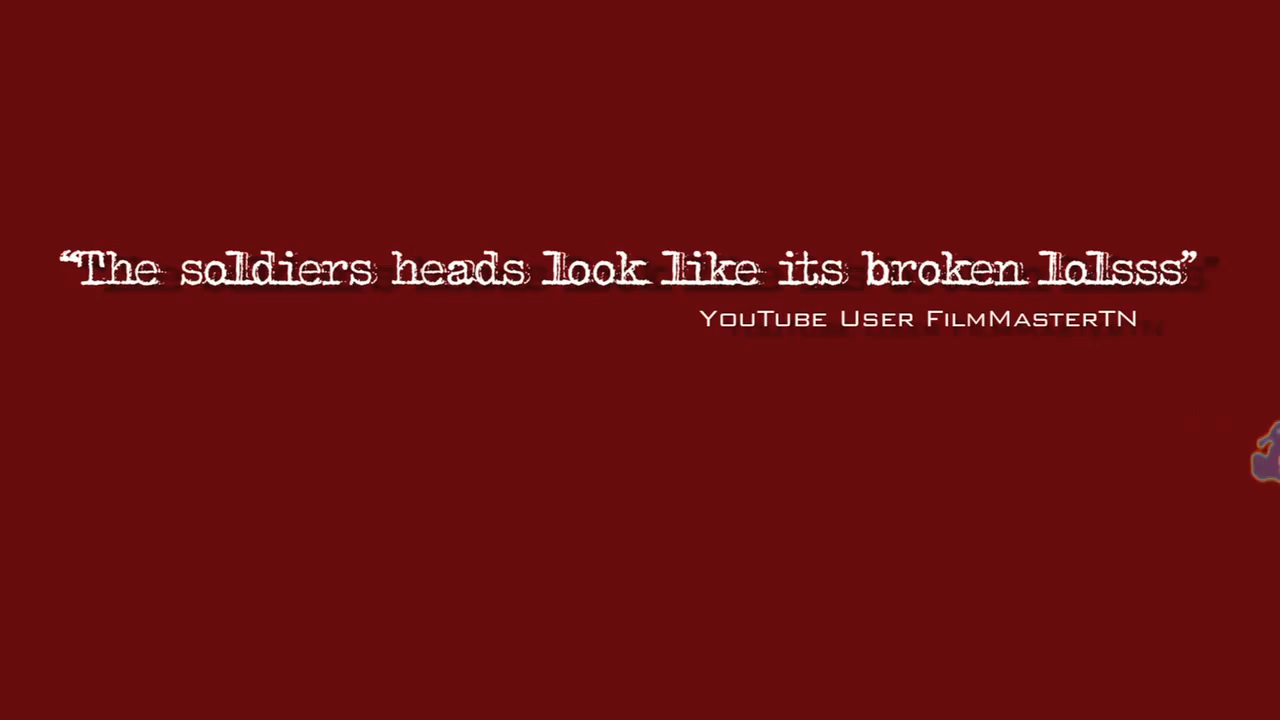 “The soldiers heads look like its broken lolsss”
YouTube User FilmMasterTN